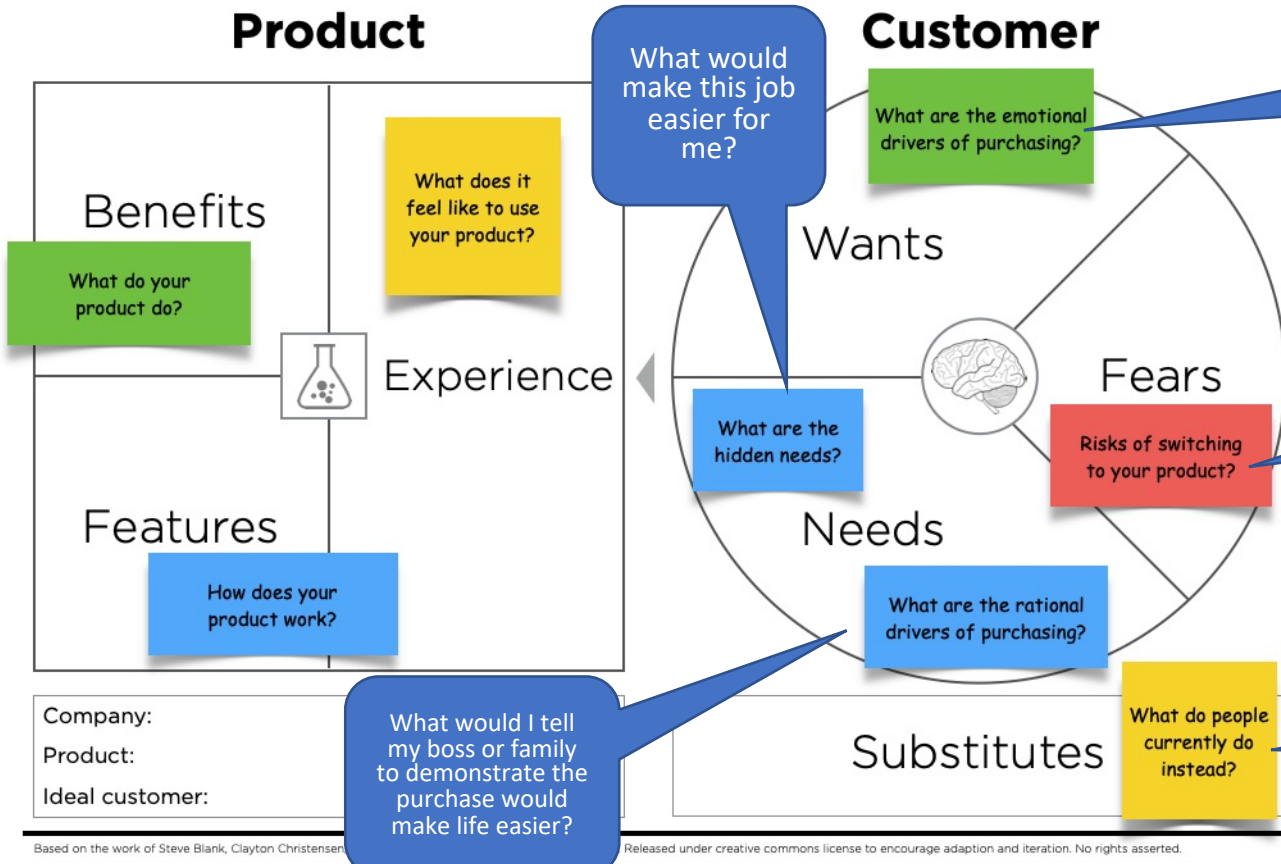 Product
Customer
What would
make this job
easier for
me?
What are the emotional
drivers of purchasing?
Benefits
What does it
feel like to use
your product?
Wants
What do your
product do?
Experience
Fears
What are the
hidden needs?
Risks of switching
to your product?
Features
Needs
How does your
product work?
What are the rational
drivers of purchasing?
Company:
Product:
Ideal customer:
What would I tell
my boss or family
to demonstrate the
purchase would
make life easier?
Substitutes
What do people
currently do
instead?
Based on the work of Steve Blank, Clayton Christensen, Released under creative commons license to encourage adaption and iteration. No rights asserted.